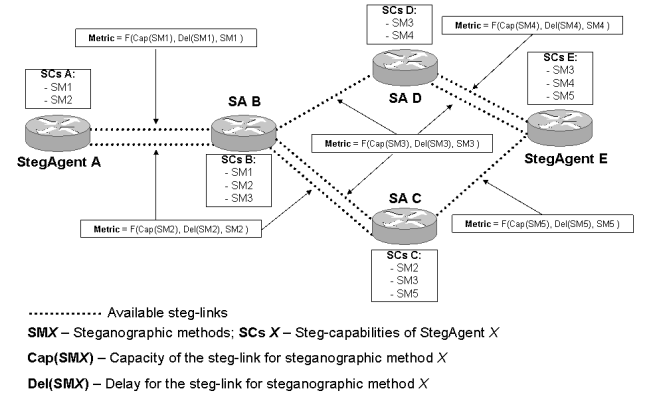 SCs D:
- SM3
- SM4
Metric = F(Cap(SM4), Del(SM4), SM4 )
Metric = F(Cap(SM1), Del(SM1), SM1 )
SCs E:
- SM3
- SM4
- SM5
SCs A:
- SM1
- SM2
SA B
SA D
StegAgent A
StegAgent E
Metric = F(Cap(SM3), Del(SM3), SM3 )
SCs B:
- SM1
- SM2
- SM3
SA C
Metric = F(Cap(SM2), Del(SM2), SM2 )
Metric = F(Cap(SM5), Del(SM5), SM5 )
SCs C:
- SM2
- SM3
- SM5
Available steg-links
SMX – Steganographic methods; SCs X – Steg-capabilities of StegAgent X
Cap(SMX) – Capacity of the steg-link for steganographic method X
Del(SMX) – Delay for the steg-link for steganographic method X